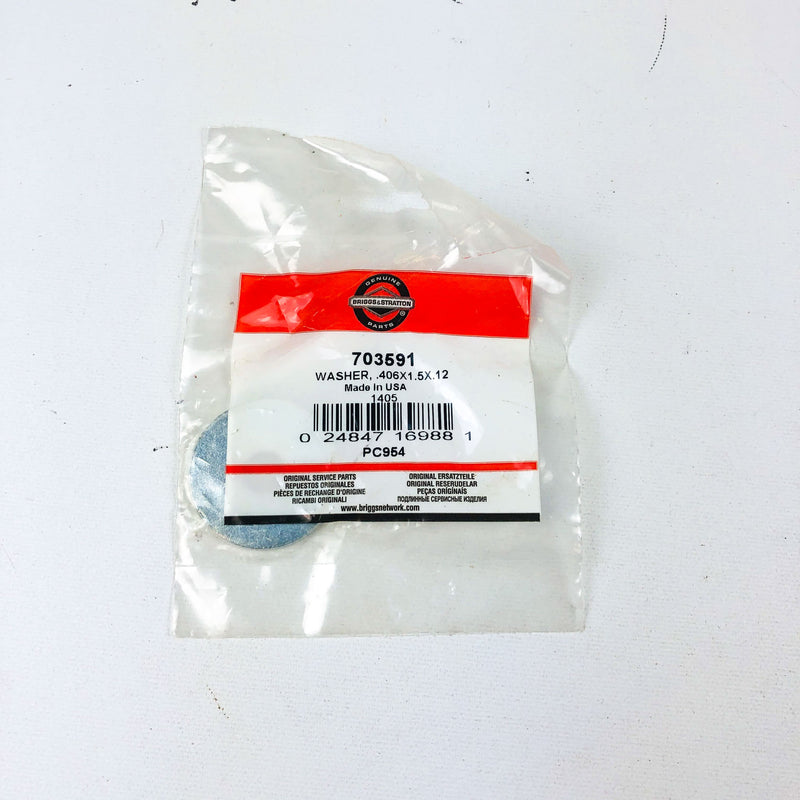 GENUINE
BRIGGS&STRATTON
®
PARTS
703591
WASHER, .406X1.5X.12
Made In USA
1405
0 24847 16988 1
PC954
ORIGINAL SERVICE PARTS
REPUESTOS ORIGINALES
PIÈCES DE RECHANGE D'ORIGINE
RICAMBI ORIGINALI
ORIGINAL ERSATZTEILE
ORIGINAL RESERUDELAR
PEÇAS ORIGINAIS
ПОДЛИННЫЕ СЕРВИСНЫЕ ИЗДЕЛИЯ
www.briggsnetwork.com